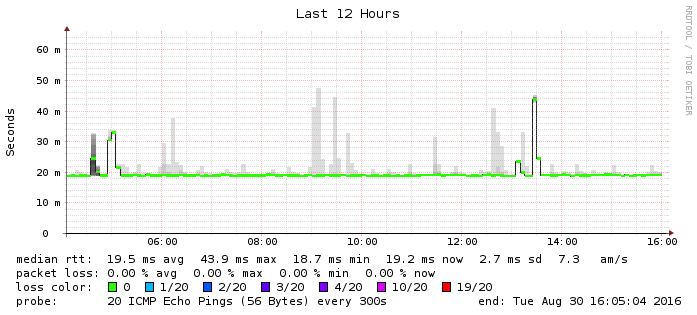 Last 12 Hours
RRDTOOL / TOBI OETIKER
Seconds
60 m
50 m
40 m
30 m
20 m
10 m
0
06:00 08:00 10:00 12:00 14:00 16:00
median rtt: 19.5 ms avg 43.9 ms max 18.7 ms min 19.2 ms now 2.7 ms sd 7.3 am/s
packet loss: 0.00 % avg 0.00 % max 0.00 % min 0.00 % now
loss color: 0 1/20 2/20 3/20 4/20 10/20 19/20
probe: 20 ICMP Echo Pings (56 Bytes) every 300s end: Tue Aug 30 16:05:04 2016